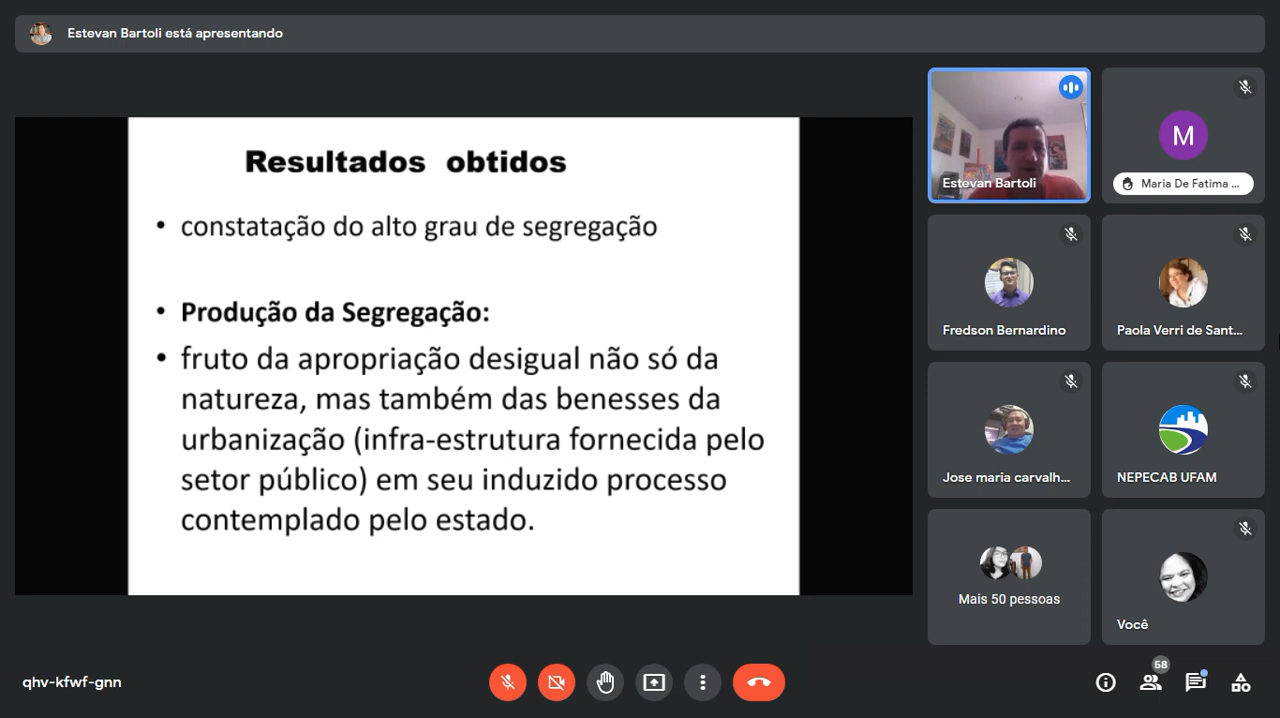 Estevan Bartoli está apresentando
Resultados obtidos
• constatação do alto grau de segregação
• Produção da Segregação:
• fruto da apropriação desigual não só da
natureza, mas também das benesses da
urbanização (infra-estrutura fornecida pelo
setor público) em seu induzido processo
contemplado pelo estado.
Estevan Bartoli
M
Maria De Fatima ...
Fredson Bernardino
Paola Verri de Sant...
Jose maria carvalh...
NEPECAB UFAM
Mais 50 pessoas
Você
qhv-kfwf-gnn
58